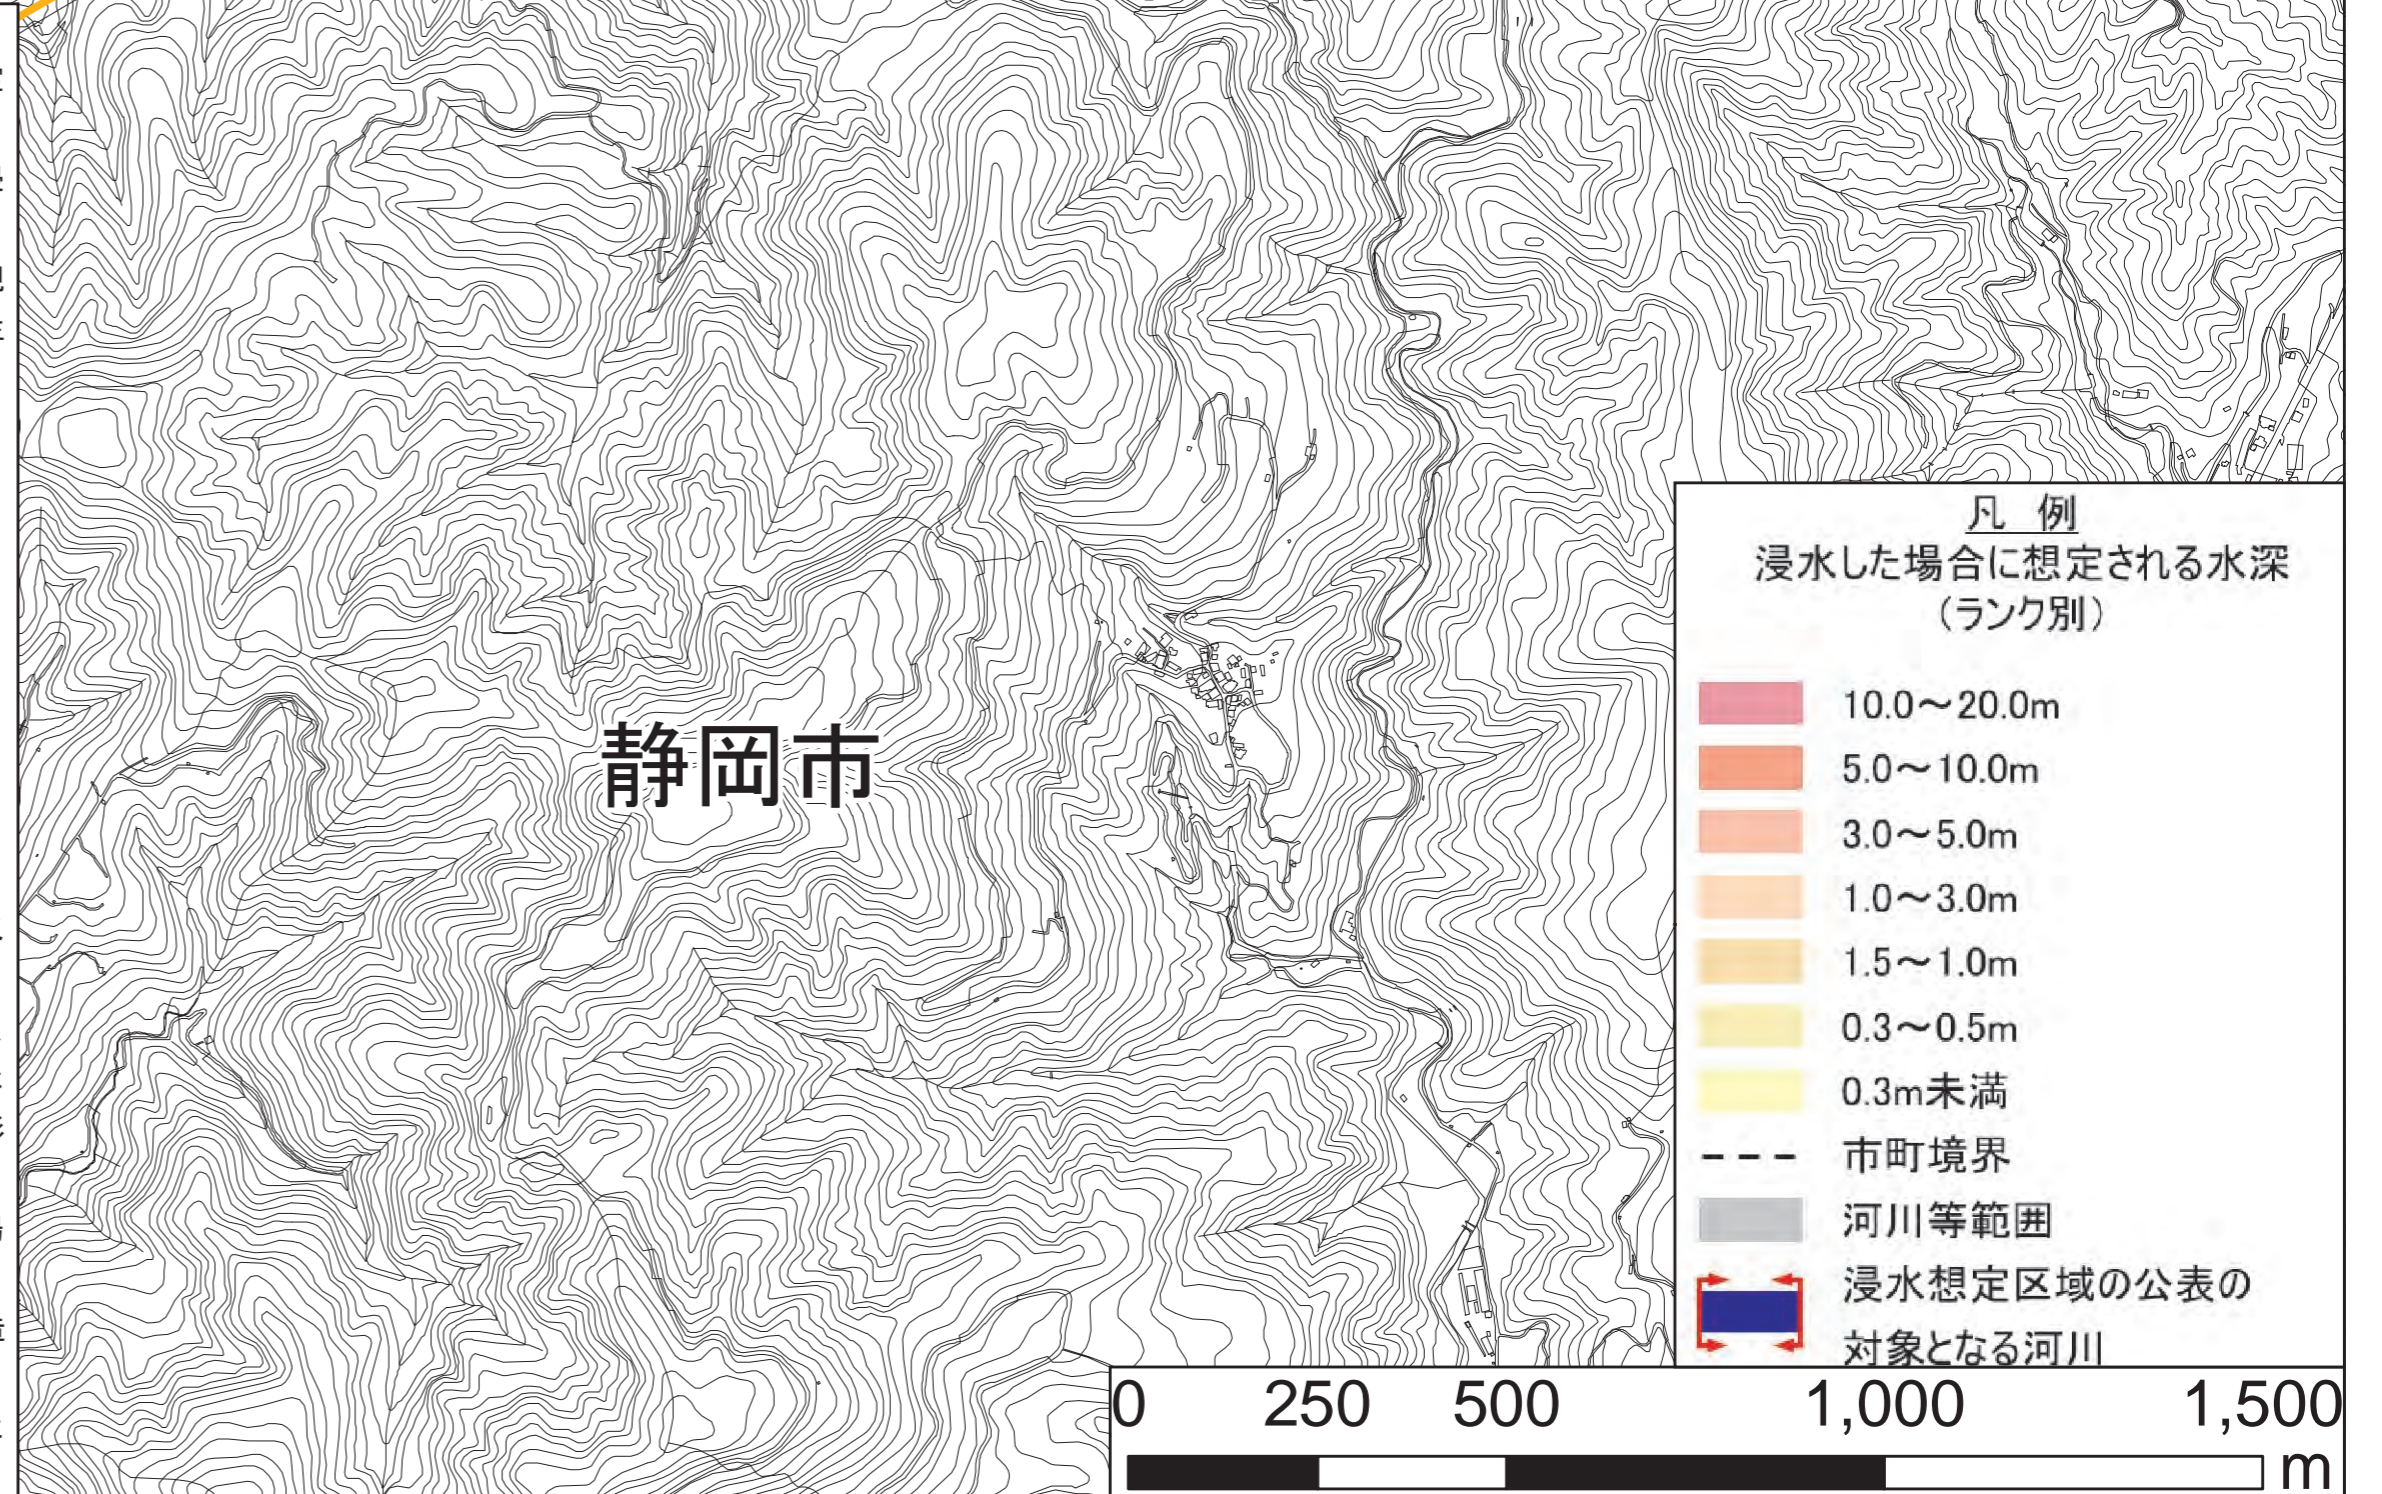 静岡市
凡 例
浸水した場合に想定される水深
（ランク別）
10.0～20.0m
5.0～10.0m
3.0～5.0m
1.0～3.0m
1.5～1.0m
0.3～0.5m
0.3m未満
市町境界
河川等範囲
浸水想定区域の公表の
対象となる河川
0 250 500 1,000 1,500
m